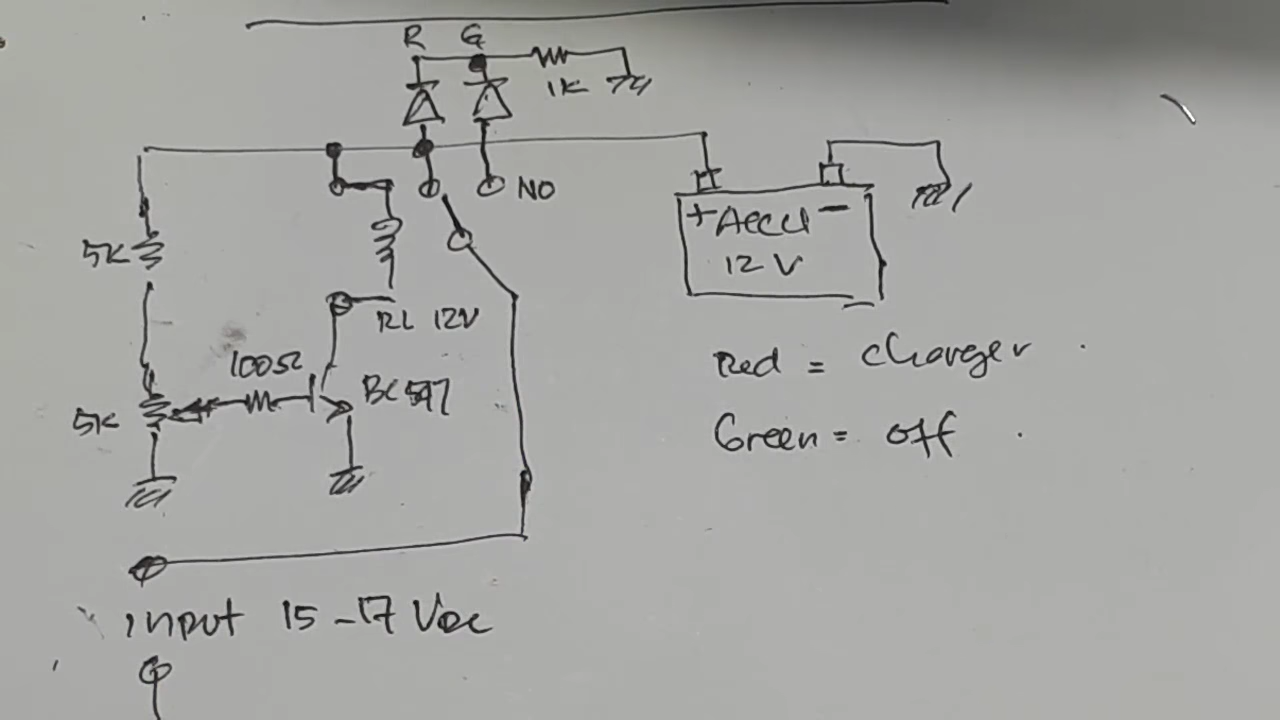 R G
1K
NO
+ Accu -
12 V
5K
RL 12V
100Ω
BC547
5K
Red = charger
Green = off
input 15-17 Vdc